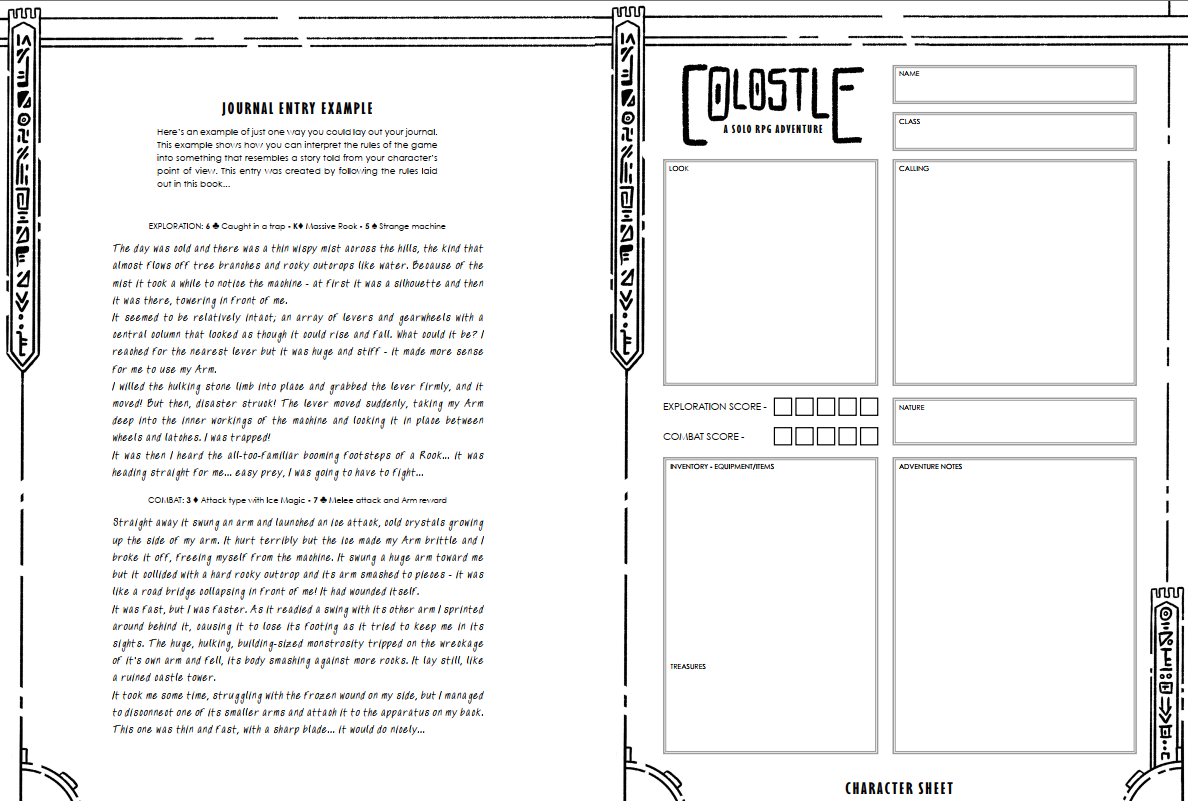 JOURNAL ENTRY EXAMPLE
Here's an example of just one way you could lay out your journal.
This example shows how you can interpret the rules of the game
into something that resembles a story told from your character's
point of view. This entry was created by following the rules laid
out in this book...
EXPLORATION: 6 ♣ Caught in a trap • K♦ Massive Rook • 5 ♠ Strange machine
The day was cold and there was a thin wispy mist across the hills, the kind that
almost flows off tree branches and rocky outcrops like water. Because of the
mist it took a while to notice the machine - at first it was a silhouette and then
it was there, towering in front of me.
It seemed to be relatively intact; an array of levers and gearwheels with a
central column that looked as though it could rise and fall. What could it be? I
reached for the nearest lever but it was huge and stiff - it made more sense
for me to use my Arm.
I willed the hulking stone limb into place and grabbed the lever firmly, and it
moved! But then, disaster struck! The lever moved suddenly, taking my Arm
deep into the inner workings of the machine and locking it in place between
wheels and latches. I was trapped!
It was then I heard the all-too-familiar booming footsteps of a Rook... it was
heading straight for me... easy prey, I was going to have to fight...
COMBAT: 3 ♦ Attack type with Ice Magic • 7 ♣ Melee attack and Arm reward
Straight away it swung an arm and launched an ice attack, cold crystals growing
up the side of my arm. It hurt terribly but the ice made my Arm brittle and I
broke it off, freeing myself from the machine. It swung a huge arm toward me
but it collided with a hard rocky outcrop and its arm smashed to pieces - it was
like a road bridge collapsing in front of me! It had wounded itself.
It was fast, but I was faster. As it readied a swing with its other arm I sprinted
around behind it, causing it to lose its footing as it tried to keep me in its
sights. The huge, hulking, building-sized monstrosity tripped on the wreckage
of it's own arm and fell, its body smashing against more rocks. It lay still, like
a ruined castle tower.
It took me some time, struggling with the frozen wound on my side, but I managed
to disconnect one of its smaller arms and attach it to the apparatus on my back.
This one was thin and fast, with a sharp blade... it would do nicely...
COLOSTLE
A SOLO RPG ADVENTURE
NAME
CLASS
LOOK
CALLING
EXPLORATION SCORE -
COMBAT SCORE -
NATURE
INVENTORY - EQUIPMENT/ITEMS
ADVENTURE NOTES
TREASURES
CHARACTER SHEET